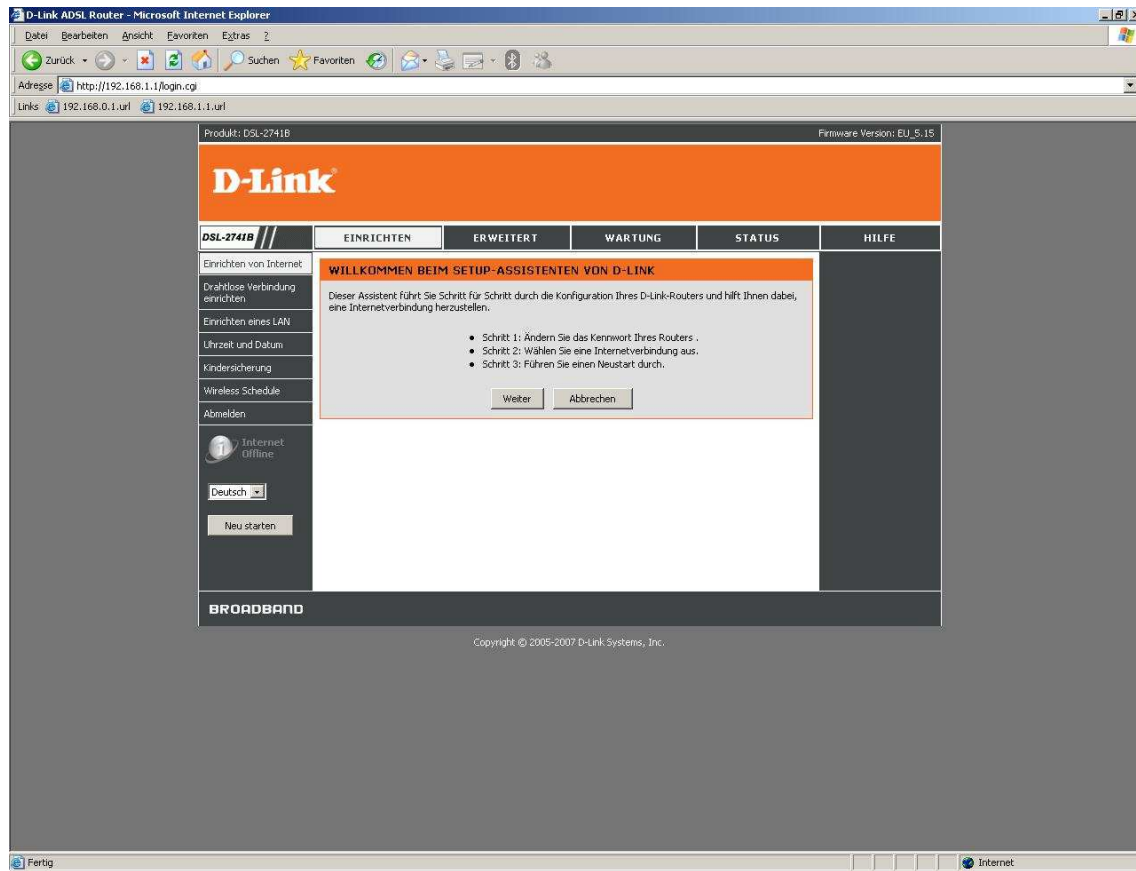 D-Link ADSL Router - Microsoft Internet Explorer
Datei Bearbeiten Ansicht Favoriten Extras ?
Zurück Suchen Favoriten
Adresse http://192.168.1.1/login.cgi
Links 192.168.0.1.url 192.168.1.1.url
Produkt: DSL-2741B Firmware Version: EU_5.15
D-Link®
DSL-2741B EINRICHTEN ERWEITERT WARTUNG STATUS HILFE
Einrichten von Internet
Drahtlose Verbindung
einrichten
Einrichten eines LAN
Uhrzeit und Datum
Kindersicherung
Wireless Schedule
Abmelden
Internet
Offline
Deutsch
Neu starten
WILLKOMMEN BEIM SETUP-ASSISTENTEN VON D-LINK
Dieser Assistent führt Sie Schritt für Schritt durch die Konfiguration Ihres D-Link-Routers und hilft Ihnen dabei,
eine Internetverbindung herzustellen.
• Schritt 1: Ändern Sie das Kennwort Ihres Routers .
• Schritt 2: Wählen Sie eine Internetverbindung aus.
• Schritt 3: Führen Sie einen Neustart durch.
Weiter Abbrechen
BROADBAND
Copyright © 2005-2007 D-Link Systems, Inc.
Fertig Internet